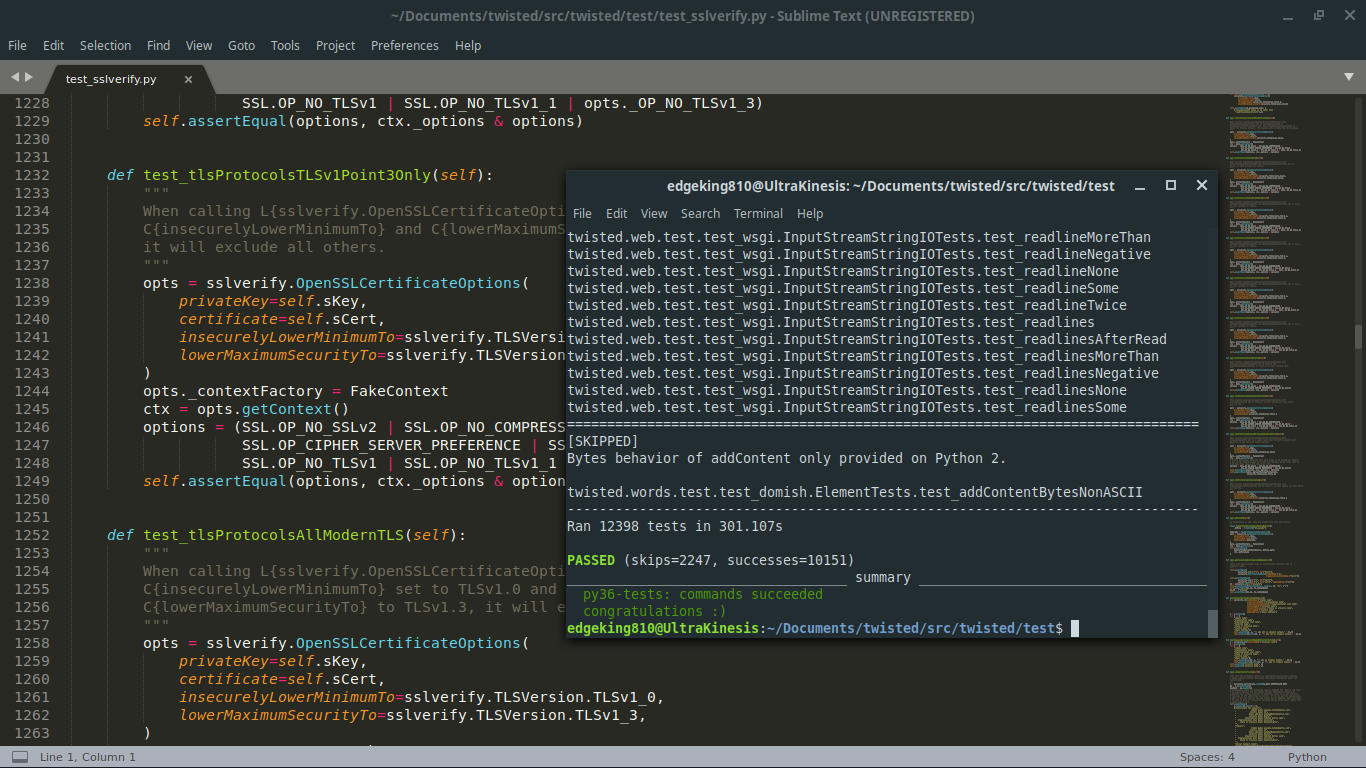 ~/Documents/twisted/src/twisted/test/test_sslverify.py - Sublime Text (UNREGISTERED)
File Edit Selection Find View Goto Tools Project Preferences Help
test_sslverify.py
1228 SSL.OP_NO_TLSv1 | SSL.OP_NO_TLSv1_1 | opts._OP_NO_TLSv1_3)
1229 self.assertEqual(options, ctx._options & options)
1230
1231
1232 def test_tlsProtocolsTLSv1Point3Only(self):
1233 """
1234 When calling L{sslverify.OpenSSLCertificateOpti
1235 C{insecurelyLowerMinimumTo} and C{lowerMaximumS
1236 it will exclude all others.
1237 """
1238 opts = sslverify.OpenSSLCertificateOptions(
1239 privateKey=self.sKey,
1240 certificate=self.sCert,
1241 insecurelyLowerMinimumTo=sslverify.TLSVersi
1242 lowerMaximumSecurityTo=sslverify.TLSVersion
1243 )
1244 opts._contextFactory = FakeContext
1245 ctx = opts.getContext()
1246 options = (SSL.OP_NO_SSLv2 | SSL.OP_NO_COMPRESS
1247 SSL.OP_CIPHER_SERVER_PREFERENCE | SS
1248 SSL.OP_NO_TLSv1 | SSL.OP_NO_TLSv1_1
1249 self.assertEqual(options, ctx._options & option
1250
1251
1252 def test_tlsProtocolsAllModernTLS(self):
1253 """
1254 When calling L{sslverify.OpenSSLCertificateOpti
1255 C{insecurelyLowerMinimumTo} set to TLSv1.0 and
1256 C{lowerMaximumSecurityTo} to TLSv1.3, it will e
1257 """
1258 opts = sslverify.OpenSSLCertificateOptions(
1259 privateKey=self.sKey,
1260 certificate=self.sCert,
1261 insecurelyLowerMinimumTo=sslverify.TLSVersion.TLSv1_0,
1262 lowerMaximumSecurityTo=sslverify.TLSVersion.TLSv1_3,
1263 )
edgeking810@UltraKinesis: ~/Documents/twisted/src/twisted/test
File Edit View Search Terminal Help
twisted.web.test.test_wsgi.InputStreamStringIOTests.test_readlineMoreThan
twisted.web.test.test_wsgi.InputStreamStringIOTests.test_readlineNegative
twisted.web.test.test_wsgi.InputStreamStringIOTests.test_readlineNone
twisted.web.test.test_wsgi.InputStreamStringIOTests.test_readlineSome
twisted.web.test.test_wsgi.InputStreamStringIOTests.test_readlineTwice
twisted.web.test.test_wsgi.InputStreamStringIOTests.test_readlines
twisted.web.test.test_wsgi.InputStreamStringIOTests.test_readlinesAfterRead
twisted.web.test.test_wsgi.InputStreamStringIOTests.test_readlinesMoreThan
twisted.web.test.test_wsgi.InputStreamStringIOTests.test_readlinesNegative
twisted.web.test.test_wsgi.InputStreamStringIOTests.test_readlinesNone
twisted.web.test.test_wsgi.InputStreamStringIOTests.test_readlinesSome
===============================================================================
[SKIPPED]
Bytes behavior of addContent only provided on Python 2.
twisted.words.test.test_domish.ElementTests.test_addContentBytesNonASCII
-------------------------------------------------------------------------------
Ran 12398 tests in 301.107s
PASSED (skips=2247, successes=10151)
___________________________________ summary ____________________________________
py36-tests: commands succeeded
congratulations :)
edgeking810@UltraKinesis:~/Documents/twisted/src/twisted/test$
Line 1, Column 1
Spaces: 4
Python